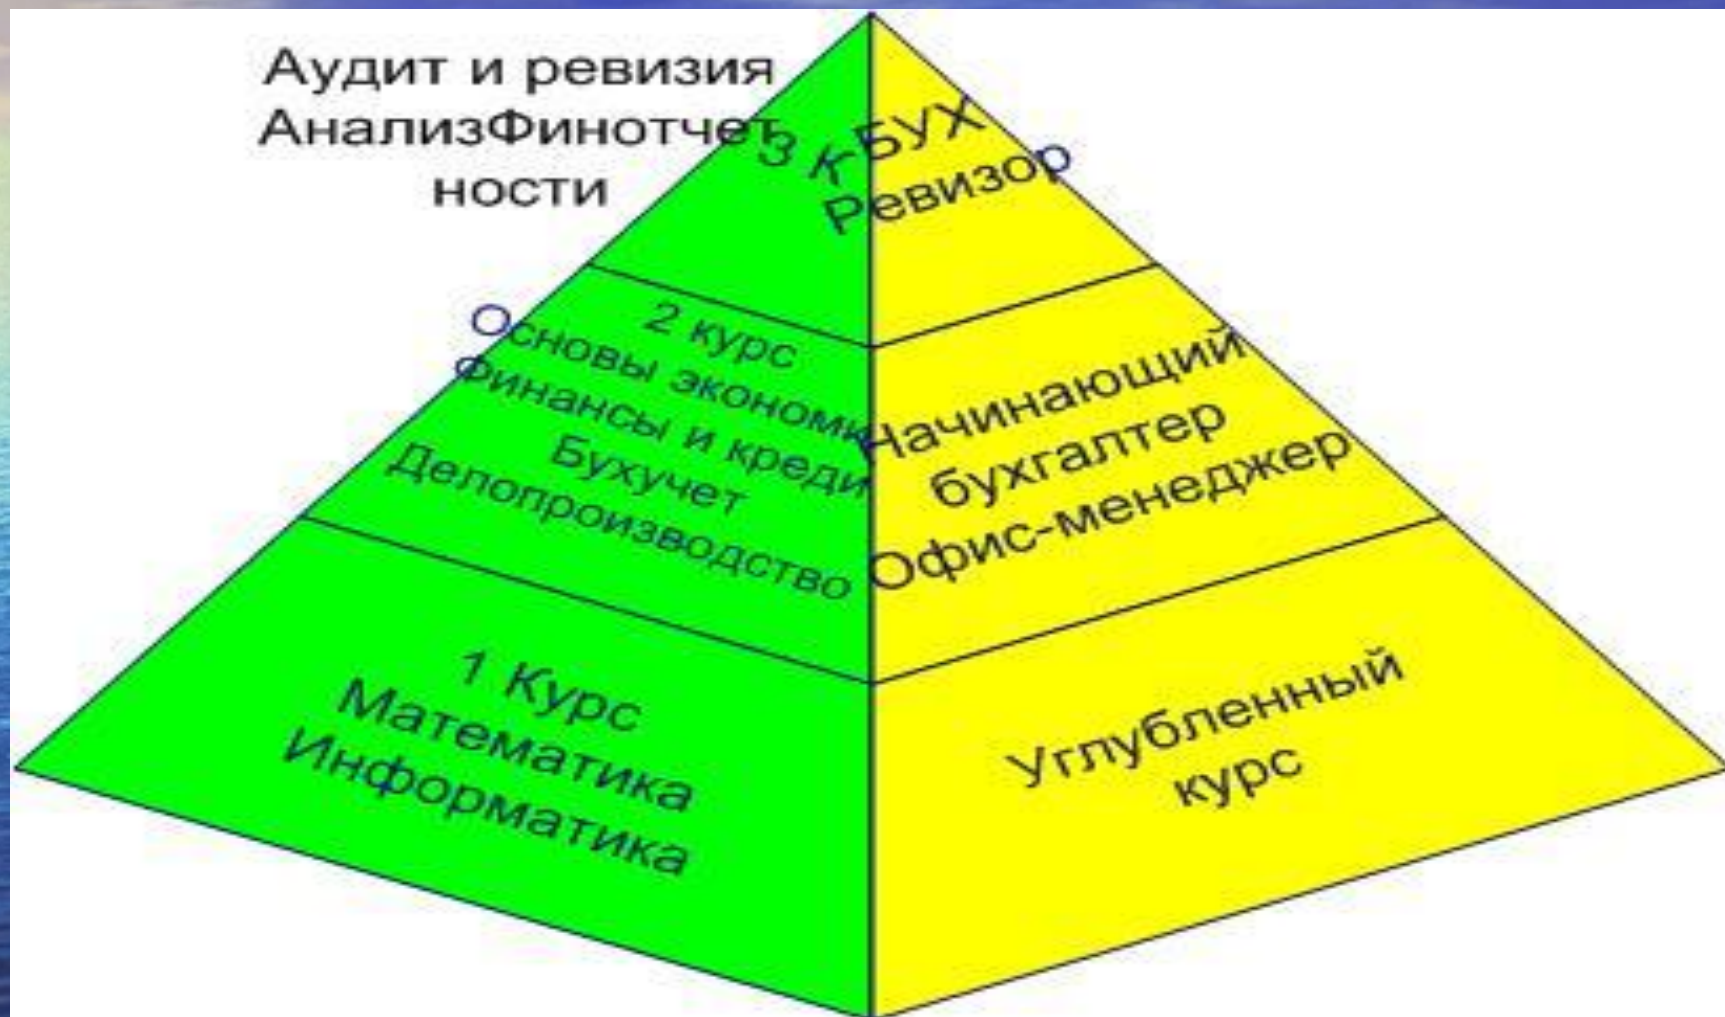 Аудит и ревизия
АнализФинотчет
ности
3 К
БУХ
Ревизор
2 курс
Основы экономи
Финансы и креди
Бухучет
Делопроизводство
Начинающий
бухгалтер
Офис-менеджер
1 Курс
Математика
Информатика
Углубленный
курс